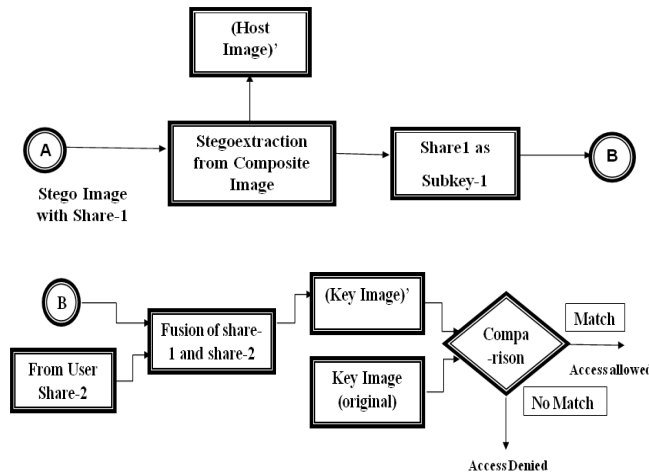 (Host
Image)’
A
Stegoextraction
from Composite
Image
Share1 as
Subkey-1
B
Stego Image
with Share-1
B
Fusion of share-
1 and share-2
(Key Image)’
Compa
-rison
Match
Access allowed
From User
Share-2
Key Image
(original)
No Match
Access Denied